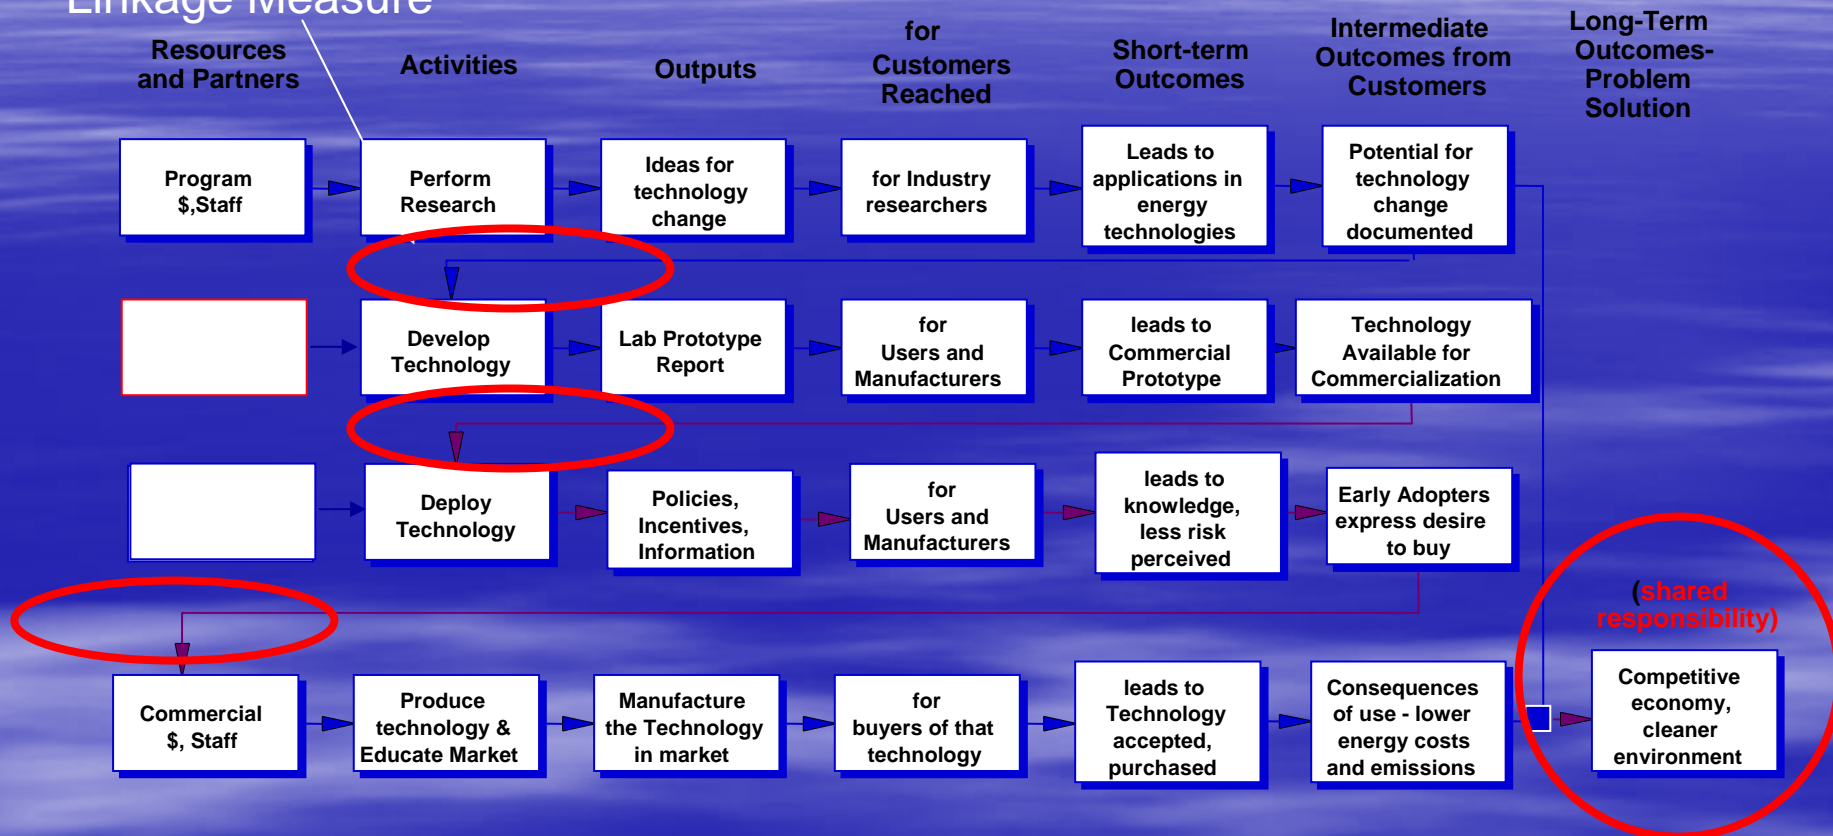 Linkage Measure
Resources
and Partners
Activities
Outputs
for
Customers
Reached
Short-term
Outcomes
Intermediate
Outcomes from
Customers
Long-Term
Outcomes-
Problem
Solution
Program
$,Staff
Perform
Research
Ideas for
technology
change
for Industry
researchers
Leads to
applications in
energy
technologies
Potential for
technology
change
documented
Develop
Technology
Lab Prototype
Report
for
Users and
Manufacturers
leads to
Commercial
Prototype
Technology
Available for
Commercialization
Deploy
Technology
Policies,
Incentives,
Information
for
Users and
Manufacturers
leads to
knowledge,
less risk
perceived
Early Adopters
express desire
to buy
(shared
responsibility)
Commercial
$, Staff
Produce
technology &
Educate Market
Manufacture
the Technology
in market
for
buyers of that
technology
leads to
Technology
accepted,
purchased
Consequences
of use - lower
energy costs
and emissions
Competitive
economy,
cleaner
environment